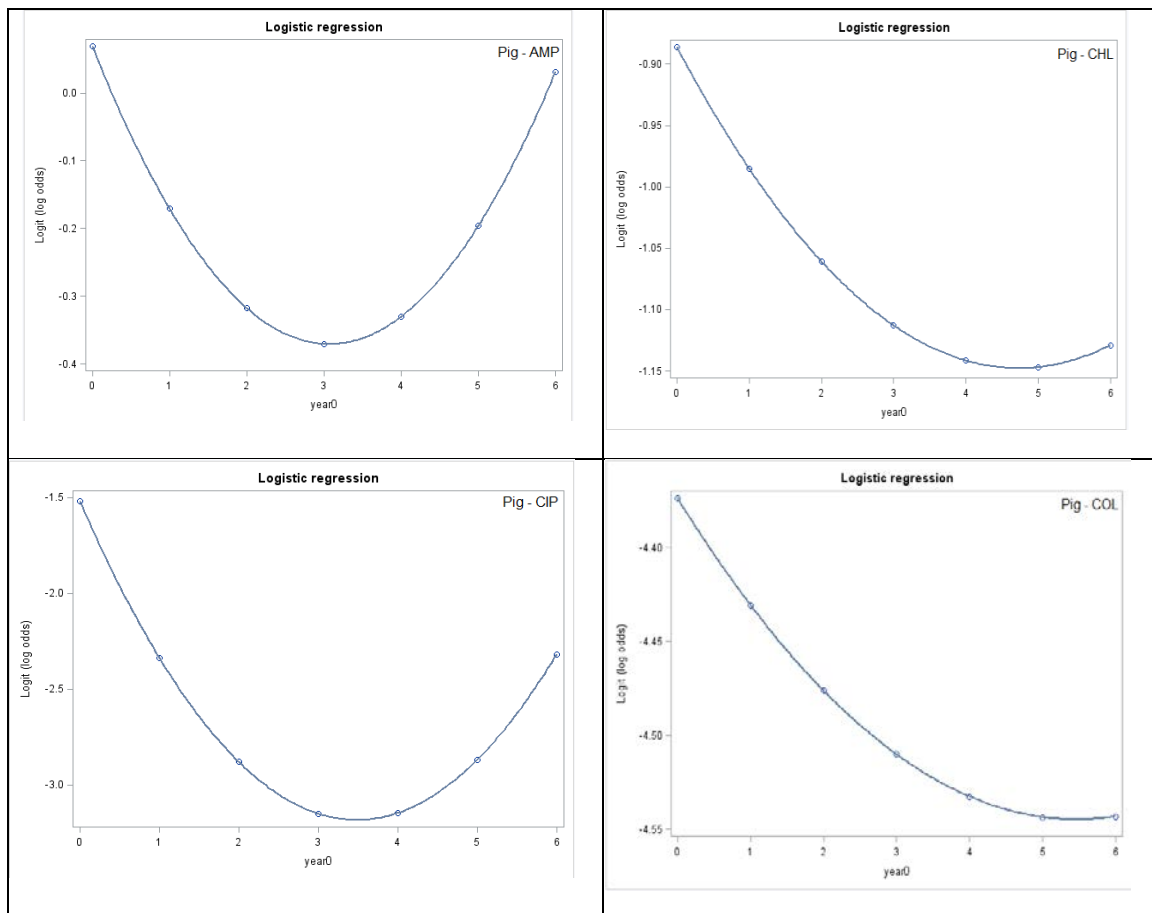 Logistic regression
Pig - AMP
0.0
-0.1
-0.2
-0.3
-0.4
Logit (log odds)
0 1 2 3 4 5 6
year0
Logistic regression
Pig - CHL
-0.90
-0.95
-1.00
-1.05
-1.10
-1.15
Logit (log odds)
0 1 2 3 4 5 6
year0
Logistic regression
Pig - CIP
-1.5
-2.0
-2.5
-3.0
Logit (log odds)
0 1 2 3 4 5 6
year0
Logistic regression
Pig - COL
-4.40
-4.45
-4.50
-4.55
Logit (log odds)
0 1 2 3 4 5 6
year0